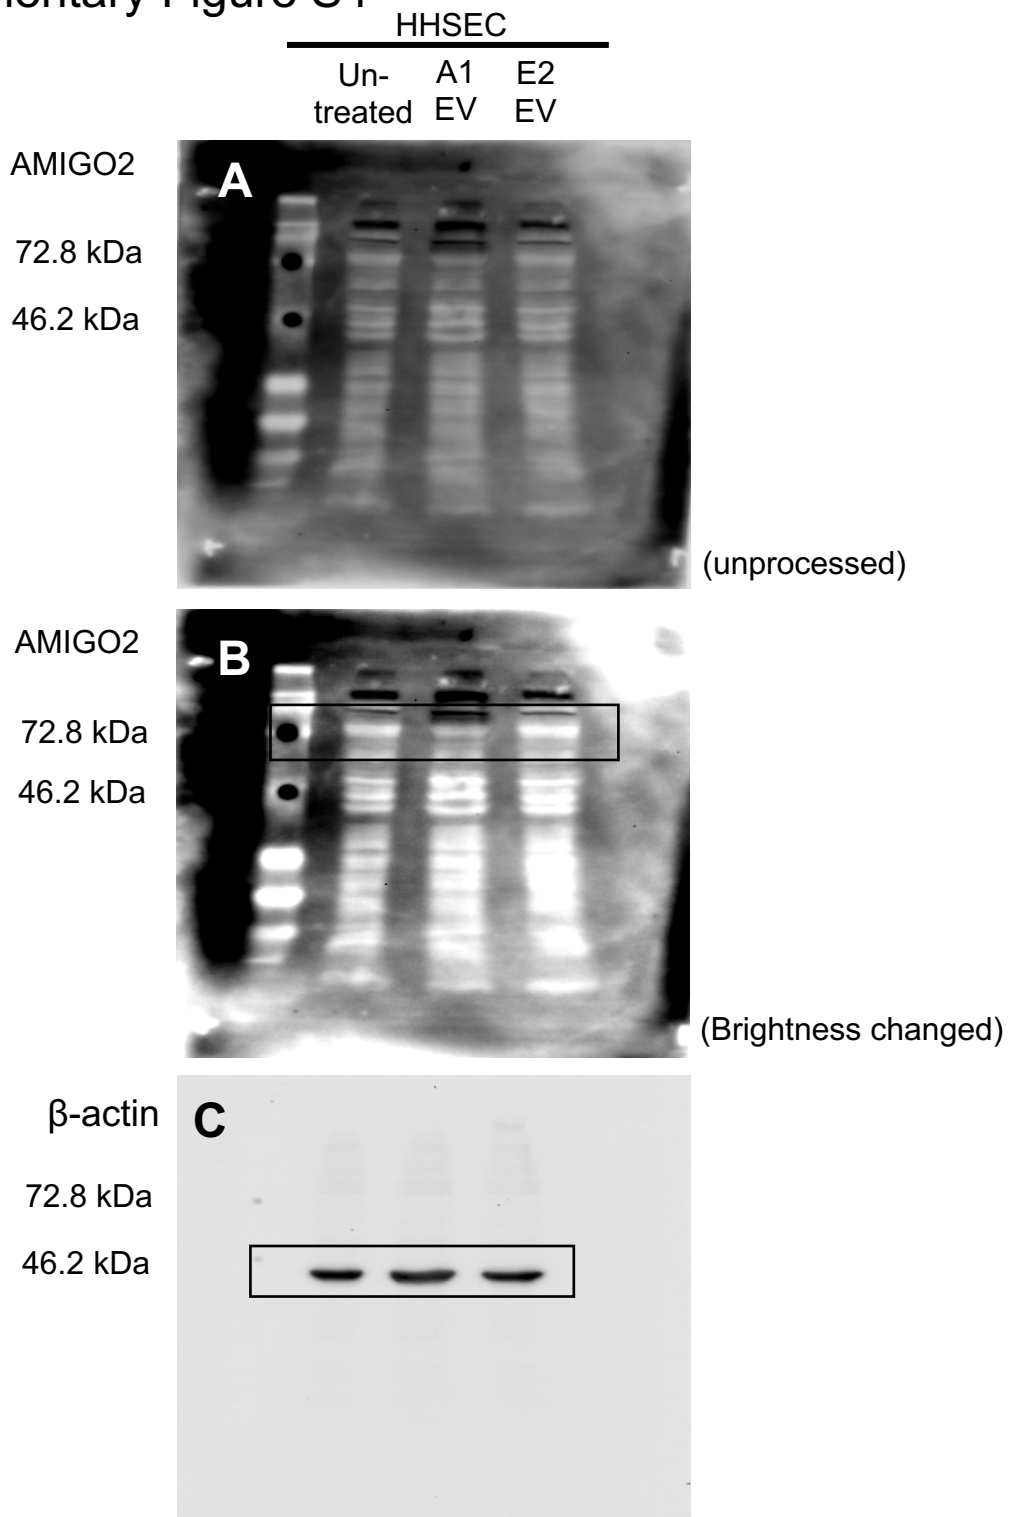 Figure
HHSEC
Un-
treated
A1
EV
E2
EV
AMIGO2
A
72.8 kDa
46.2 kDa
(unprocessed)
AMIGO2
B
72.8 kDa
46.2 kDa
(Brightness changed)
β-actin
C
72.8 kDa
46.2 kDa